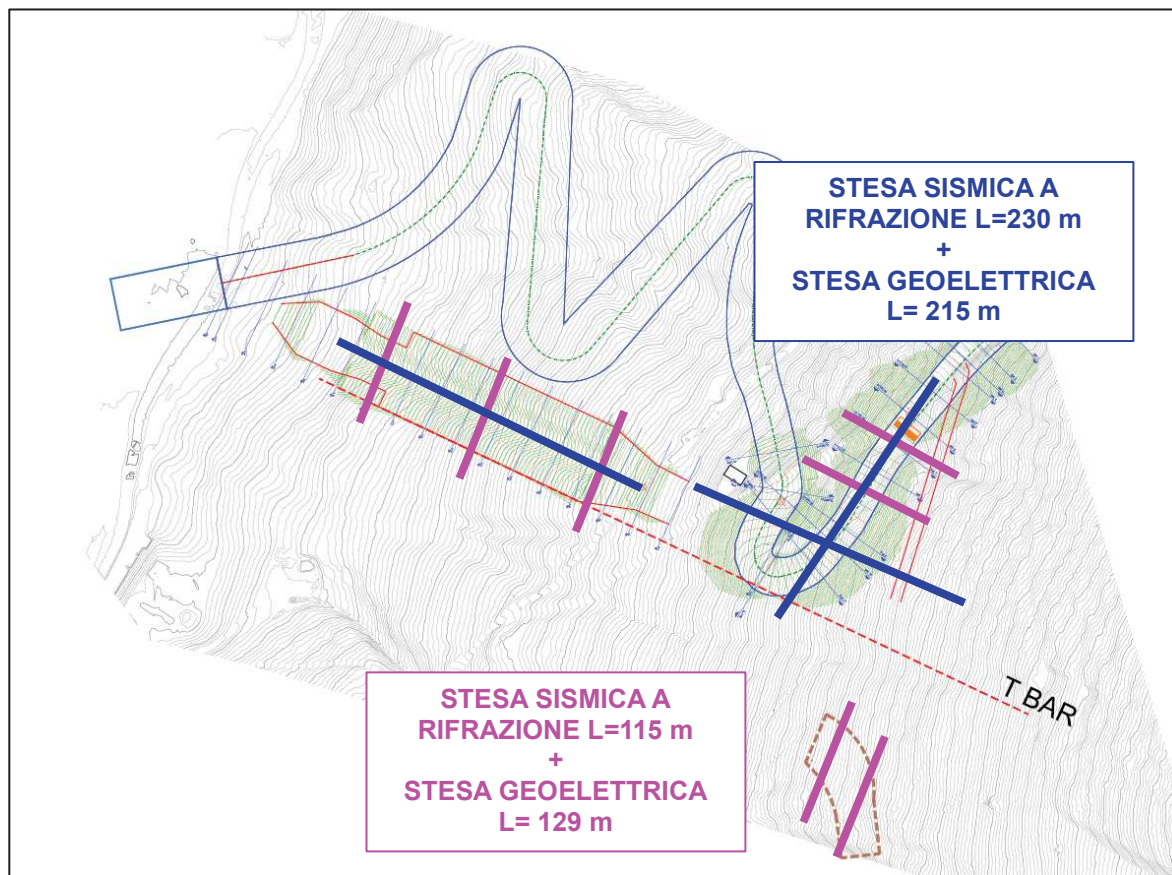 STESA SISMICA A
RIFRAZIONE L=230 m
+
STESA GEOELETTRICA
L= 215 m
T BAR
STESA SISMICA A
RIFRAZIONE L=115 m
+
STESA GEOELETTRICA
L= 129 m